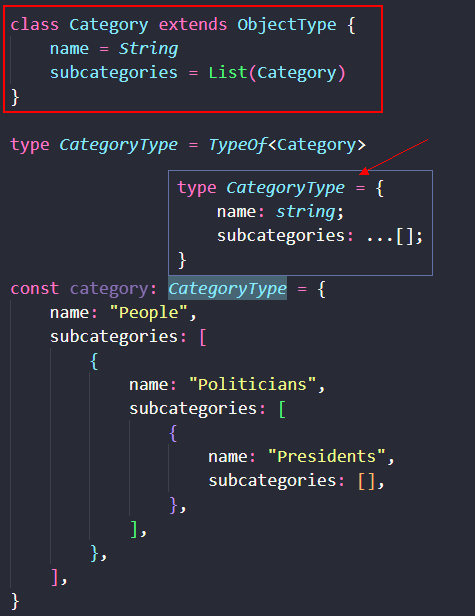 class Category extends ObjectType {
    name = String
    subcategories = List(Category)
}
type CategoryType = TypeOf<Category>
type CategoryType = {
    name: string;
    subcategories: ...[];
}
const category: CategoryType = {
    name: "People",
    subcategories: [
        {
            name: "Politicians",
            subcategories: [
                {
                    name: "Presidents",
                    subcategories: [],
                },
            ],
        },
    ],
}